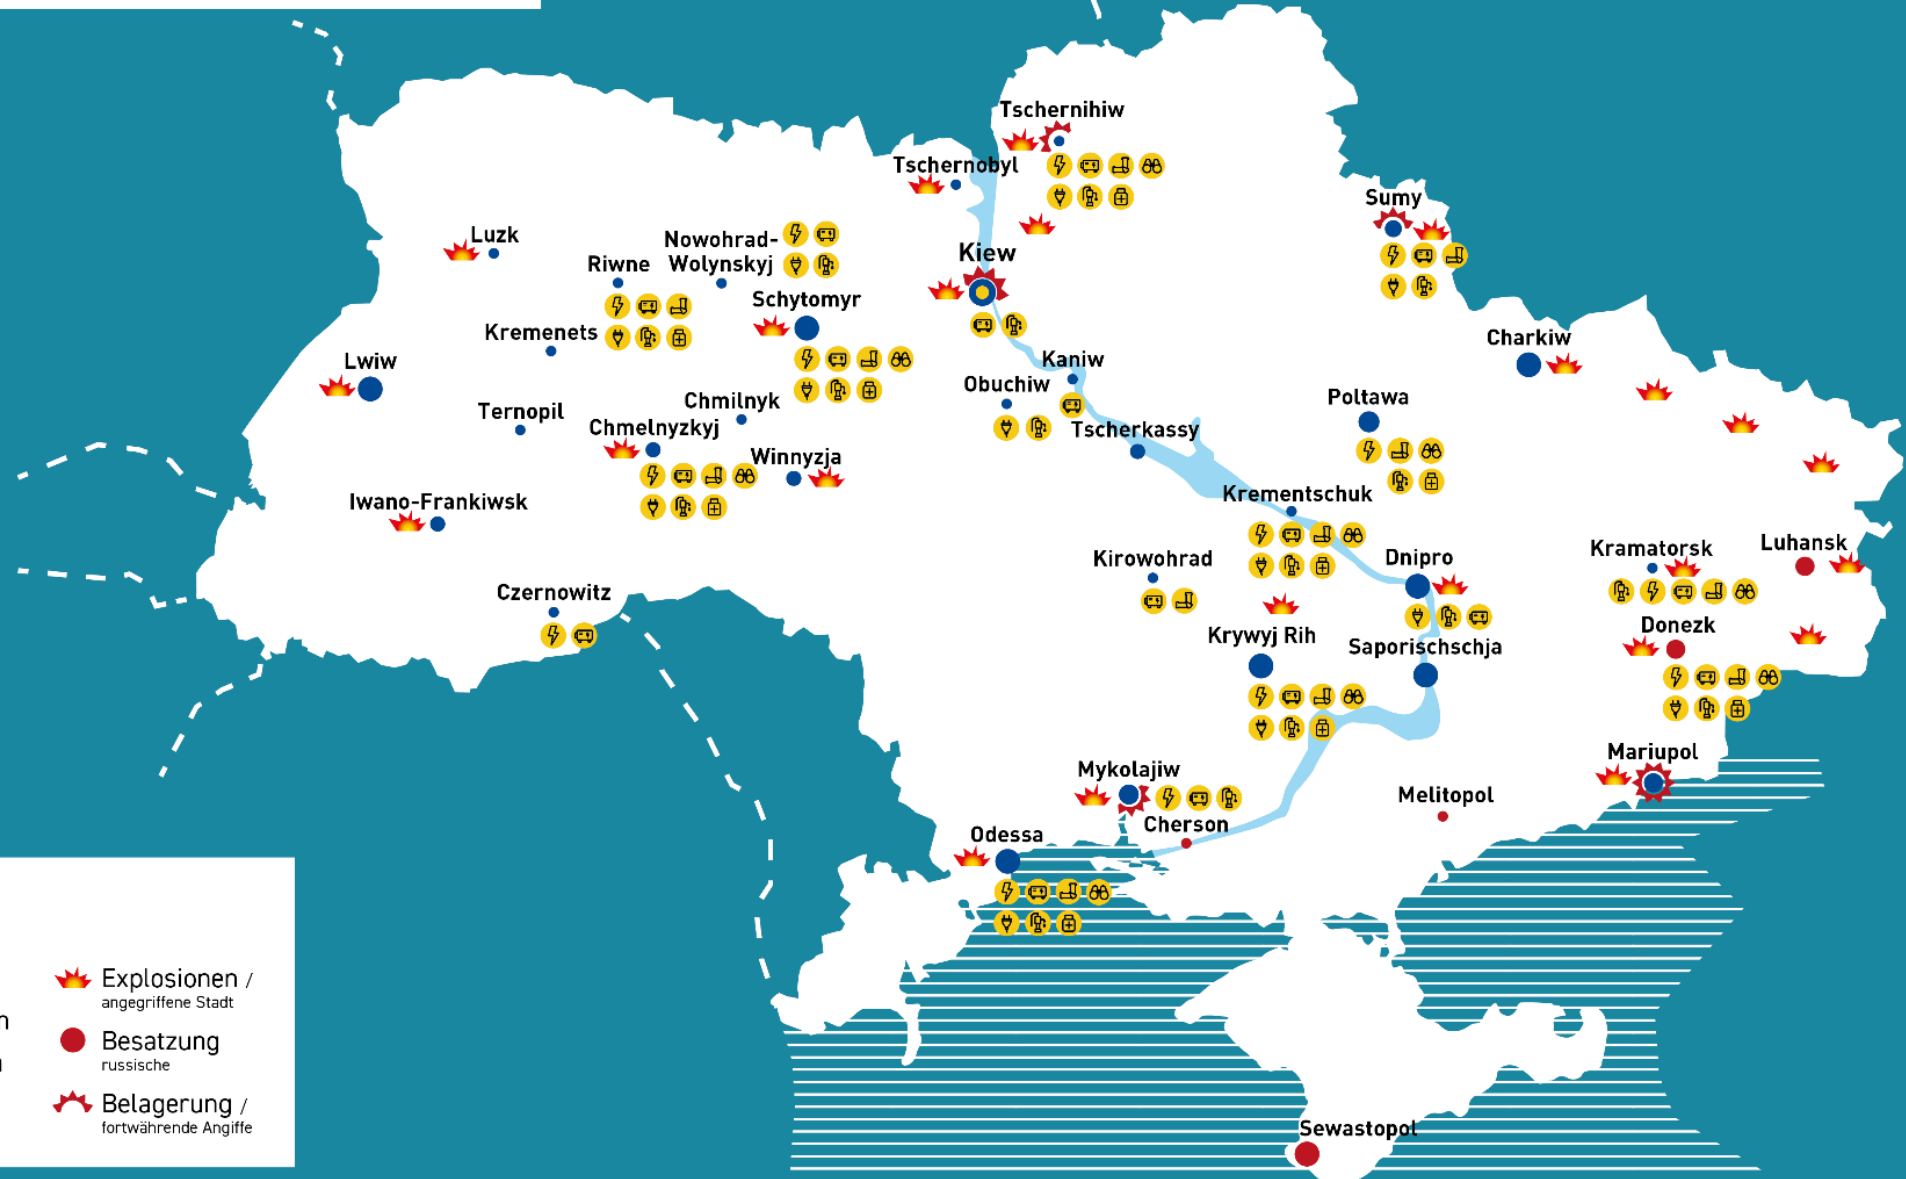 Tschernihiw
Tschernobyl
Sumy
Luzk
Nowohrad-
Wolynskyj
Riwne
Kiew
Schytomyr
Kremenets
Charkiw
Lwiw
Kaniw
Obuchiw
Poltawa
Chmilnyk
Ternopil
Chmelnyzkyj
Tscherkassy
Winnyzja
Krementschuk
Iwano-Frankiwsk
Kirowohrad
Dnipro
Kramatorsk
Luhansk
Czernowitz
Donezk
Krywyj Rih
Saporischschja
Mariupol
Mykolajiw
Melitopol
Cherson
Odessa
Sewastopol
Explosionen /
angegriffene Stadt
Besatzung
russische
Belagerung /
fortwährende Angiffe